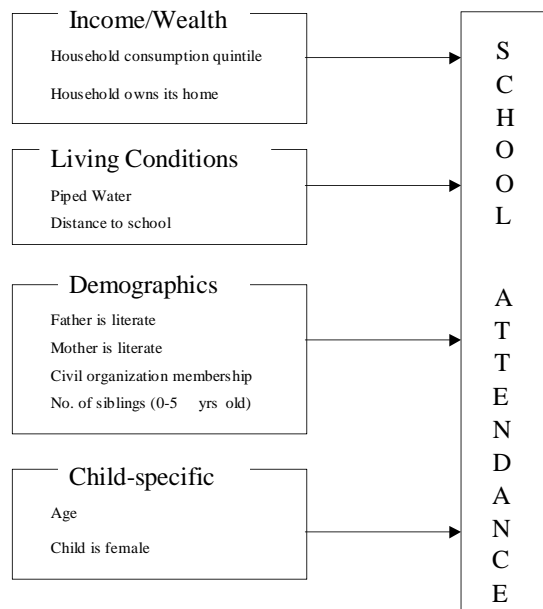 Income/Wealth
Household consumption quintile
Household owns its home
Living Conditions
Piped Water
Distance to school
Demographics
Father is literate
Mother is literate
Civil organization membership
No. of siblings (0-5 yrs old)
Child-specific
Age
Child is female
SCHOOL ATTENDANCE